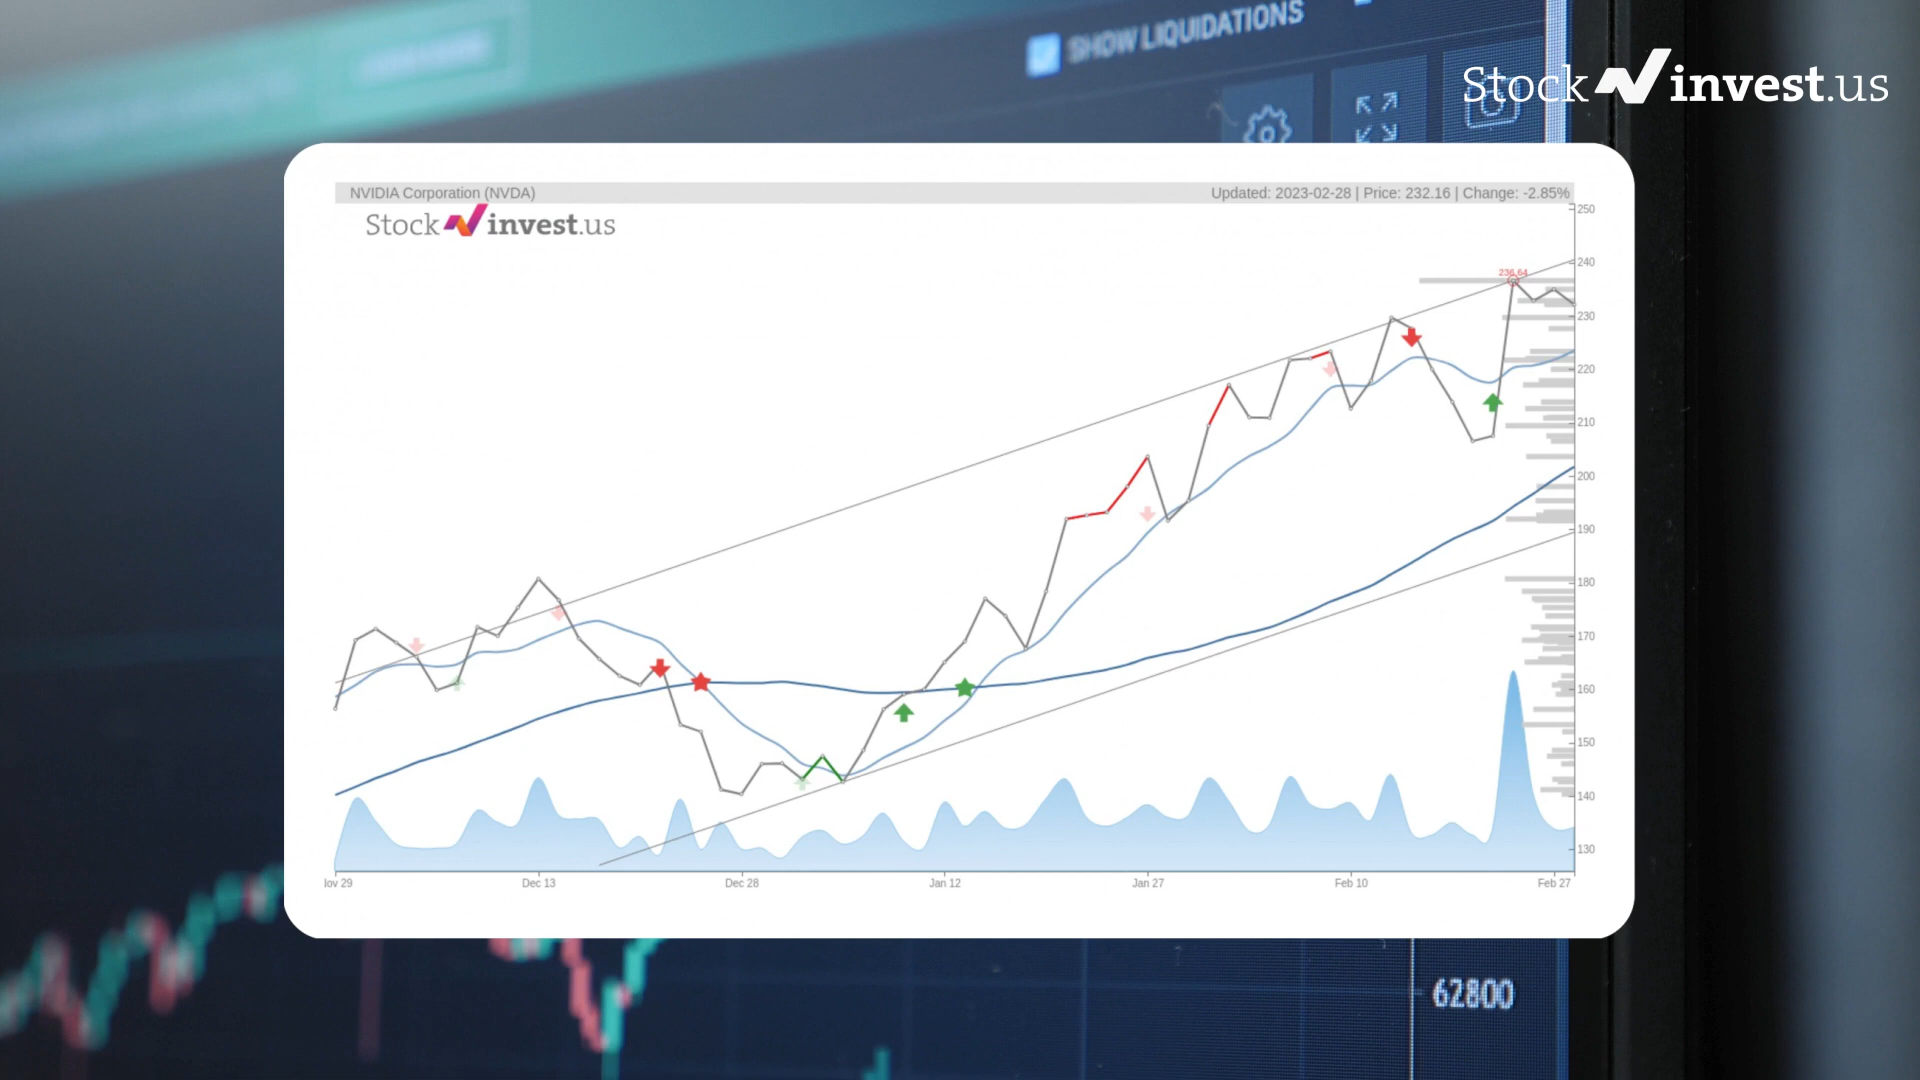 SHOW LIQUIDATIONS
Stock invest.us
NVIDIA Corporation (NVDA)
Updated: 2023-02-28 | Price: 232.16 | Change: -2.85%
Stock invest.us
250
240
236.64
230
220
210
200
190
180
170
160
150
140
130
lov 29
Dec 13
Dec 28
Jan 12
Jan 27
Feb 10
Feb 27
62800